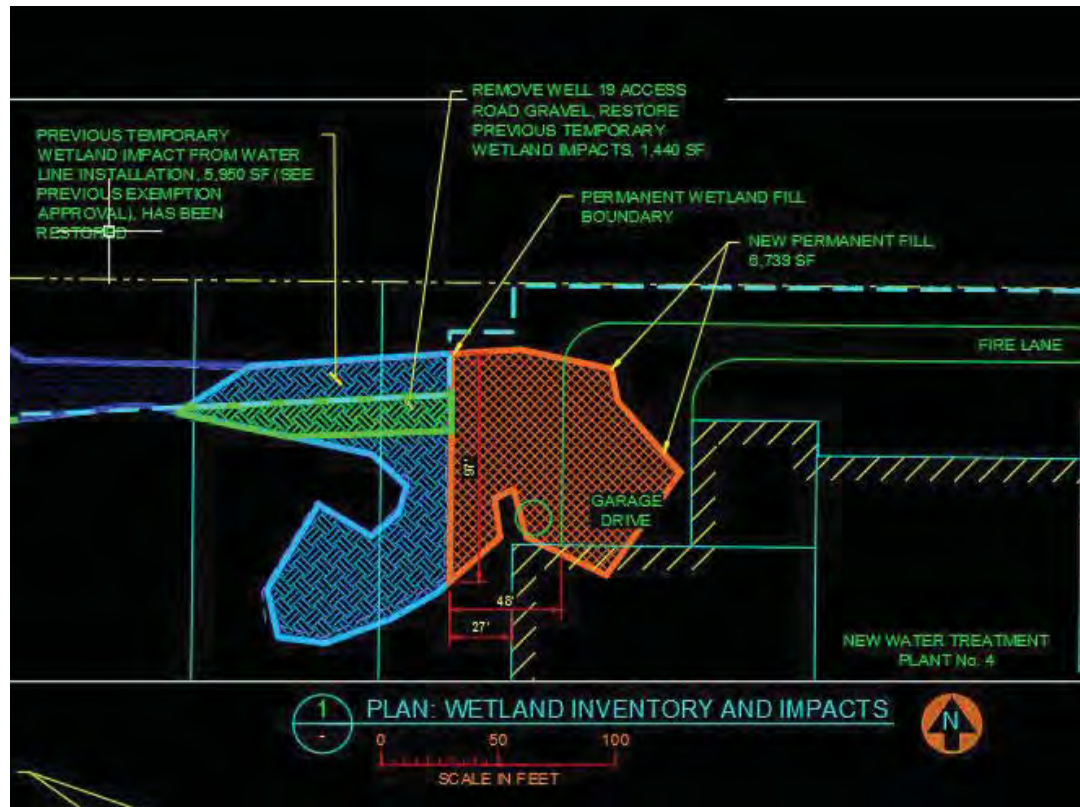 REMOVE WELL 19 ACCESS
ROAD GRAVEL, RESTORE
PREVIOUS TEMPORARY
WETLAND IMPACTS, 1,440 SF
PREVIOUS TEMPORARY
WETLAND IMPACT FROM WATER
LINE INSTALLATION, 5,950 SF (SEE
PREVIOUS EXEMPTION
APPROVAL), HAS BEEN
RESTORED
PERMANENT WETLAND FILL
BOUNDARY
NEW PERMANENT FILL,
6,739 SF
FIRE LANE
GARAGE
DRIVE
48'
27'
NEW WATER TREATMENT
PLANT No. 4
1
-
PLAN: WETLAND INVENTORY AND IMPACTS
N
0 50 100
SCALE IN FEET